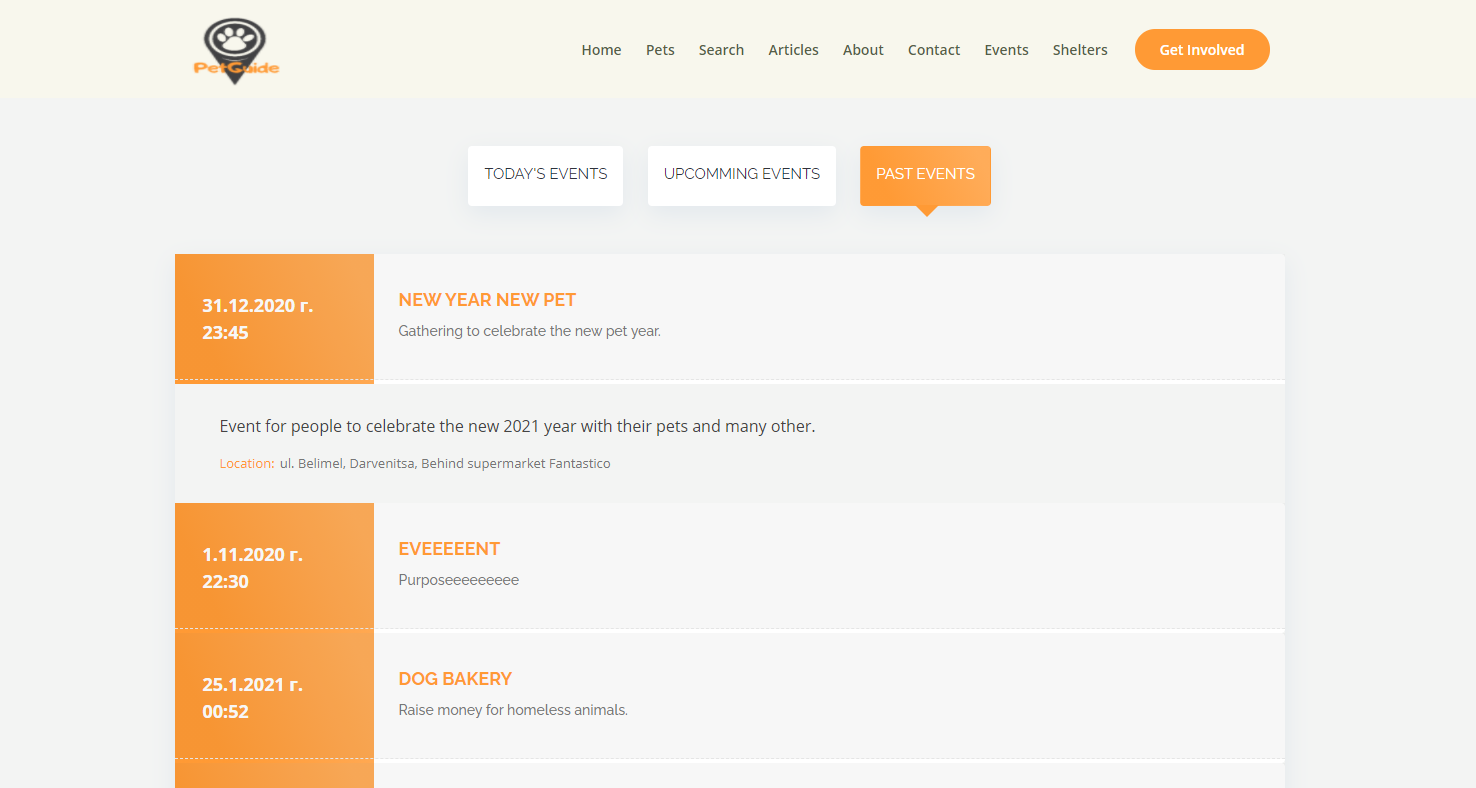 PetGuide
Home Pets Search Articles About Contact Events Shelters Get Involved
TODAY'S EVENTS UPCOMMING EVENTS PAST EVENTS
31.12.2020 г.
23:45
NEW YEAR NEW PET
Gathering to celebrate the new pet year.
Event for people to celebrate the new 2021 year with their pets and many other.
Location: ul. Belimel, Darvenitsa, Behind supermarket Fantastico
1.11.2020 г.
22:30
EVEEEEENT
Purposeeeeeeeee
25.1.2021 г.
00:52
DOG BAKERY
Raise money for homeless animals.